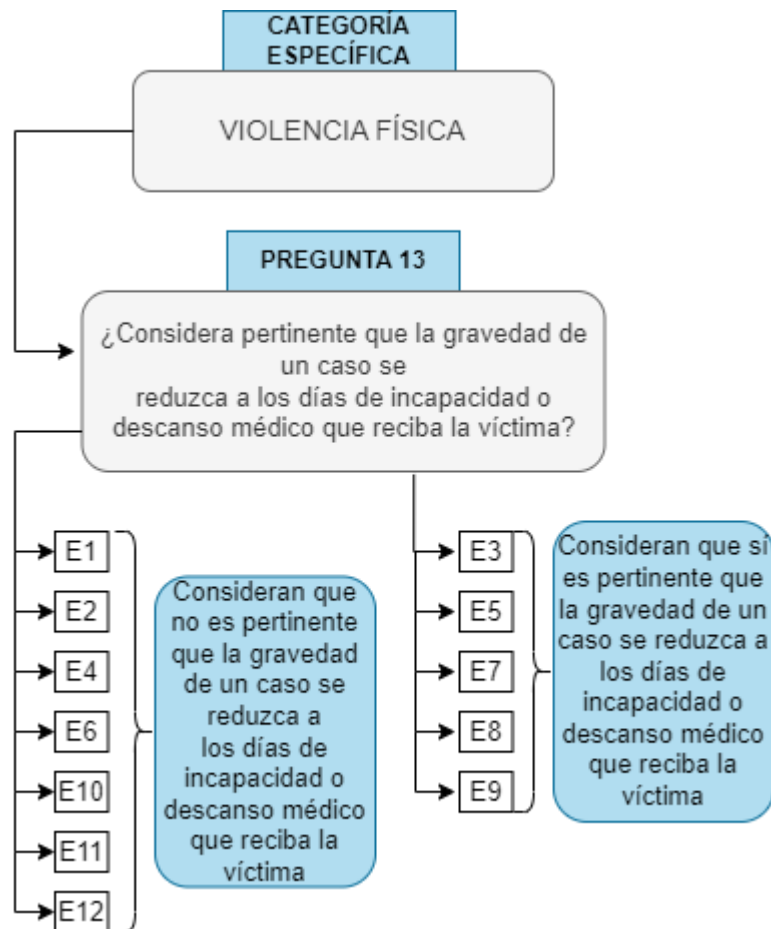 CATEGORÍA
ESPECÍFICA
VIOLENCIA FÍSICA
PREGUNTA 13
¿Considera pertinente que la gravedad de
un caso se
reduzca a los días de incapacidad o
descanso médico que reciba la víctima?
E1
E2
E4
E6
E10
E11
E12
Consideran que
no es pertinente
que la gravedad
de un caso se
reduzca a
los días de
incapacidad o
descanso médico
que reciba la
víctima
E3
E5
E7
E8
E9
Consideran que sí
es pertinente que
la gravedad de un
caso se reduzca a
los días de
incapacidad o
descanso médico
que reciba la
víctima